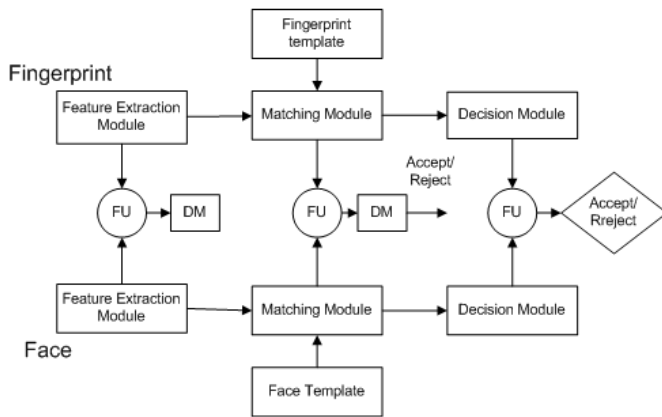 Fingerprint
template
Fingerprint
Feature Extraction
Module
Matching Module
Decision Module
Accept/
Reject
FU
DM
FU
DM
FU
Accept/
Rreject
Feature Extraction
Module
Matching Module
Decision Module
Face
Face Template